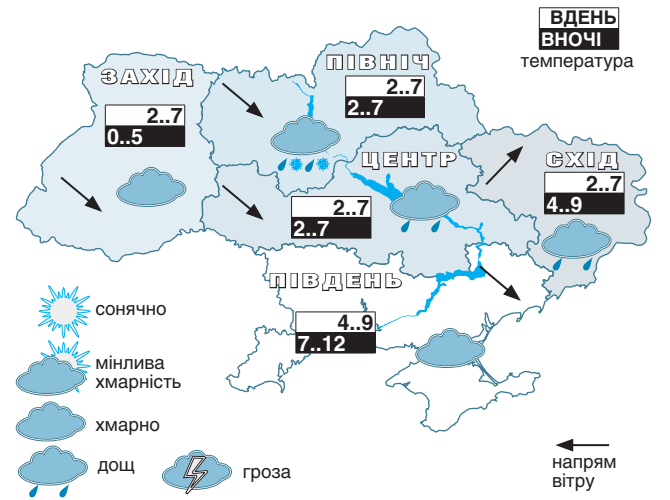 ВДЕНЬ
ВНОЧІ
температура
ЗАХІД
2..7
0..5
ПІВНІЧ
2..7
2..7
ЦЕНТР
2..7
2..7
СХІД
2..7
4..9
ПІВДЕНЬ
4..9
7..12
сонячно
мінлива
хмарність
хмарно
дощ
гроза
напрям
вітру